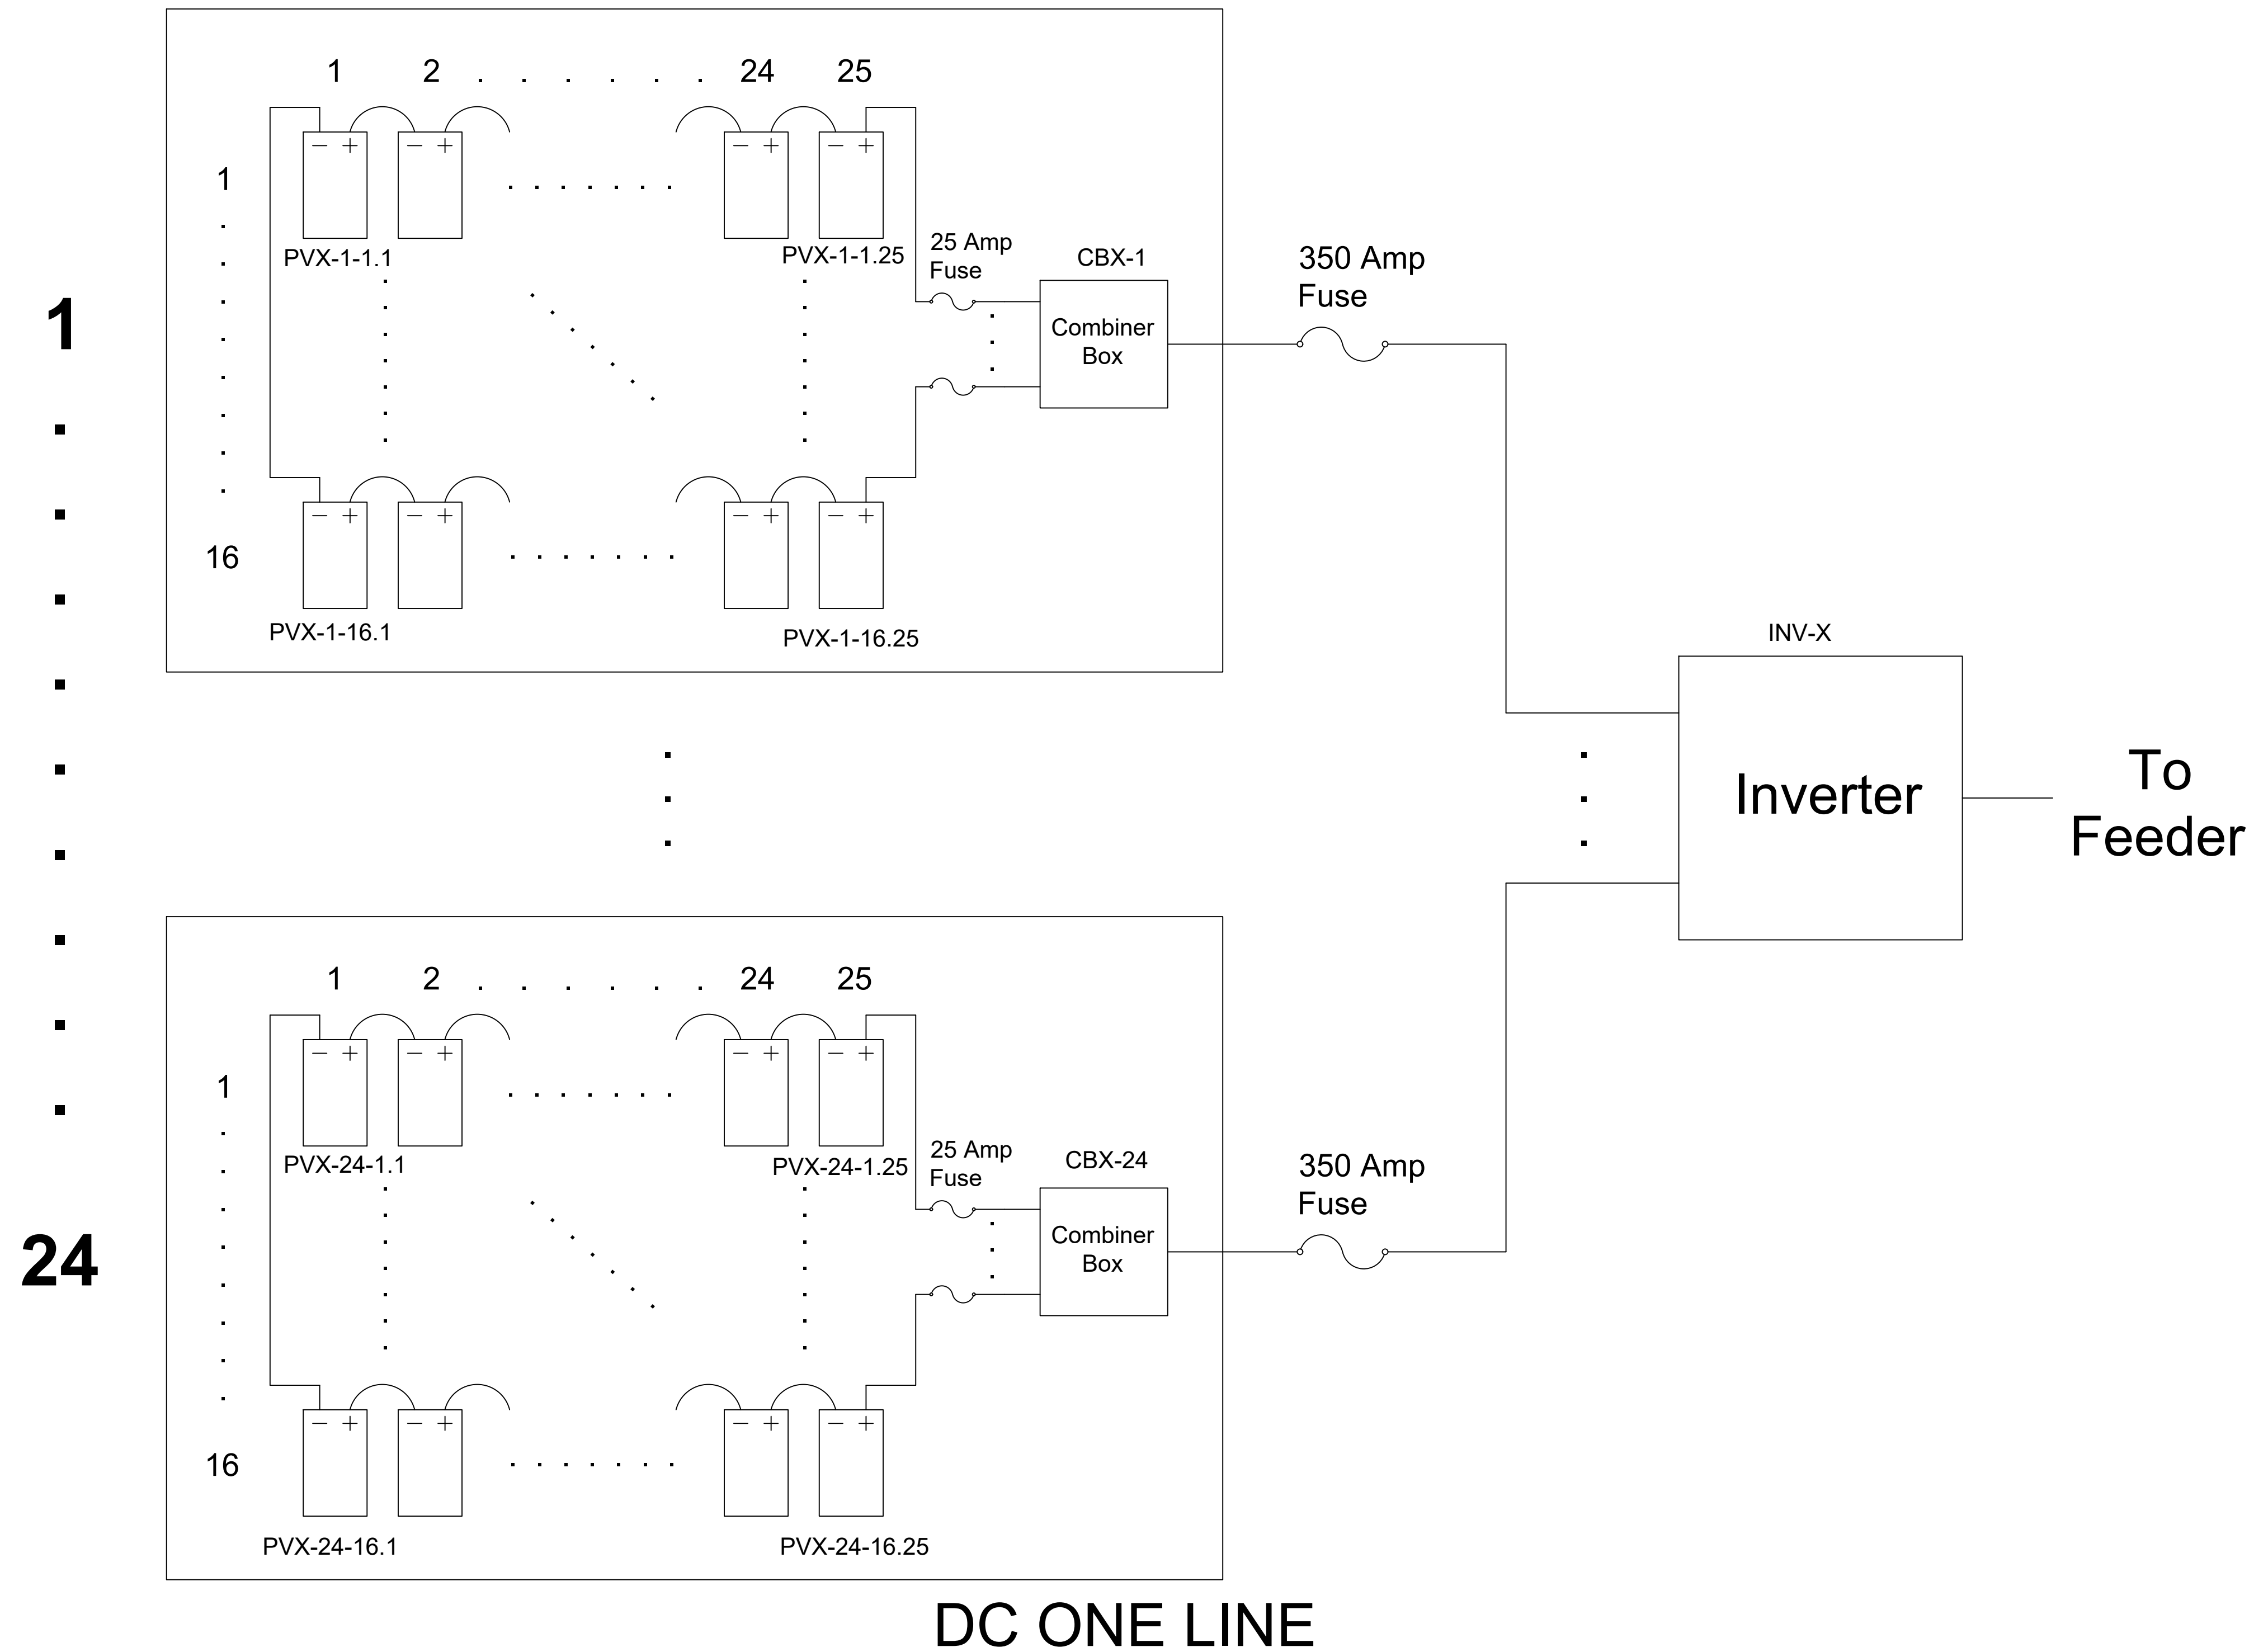 1 2 . . . . . . 24 25
− + − + − + − +
1
PVX-1-1.1
PVX-1-1.25
25 Amp
Fuse
CBX-1
350 Amp
Fuse
1
Combiner
Box
− + − + − + − +
16
PVX-1-16.1
PVX-1-16.25
INV-X
Inverter
To
Feeder
1 2 . . . . . . 24 25
− + − + − + − +
1
PVX-24-1.1
PVX-24-1.25
25 Amp
Fuse
CBX-24
350 Amp
Fuse
24
Combiner
Box
− + − + − + − +
16
PVX-24-16.1
PVX-24-16.25
DC ONE LINE